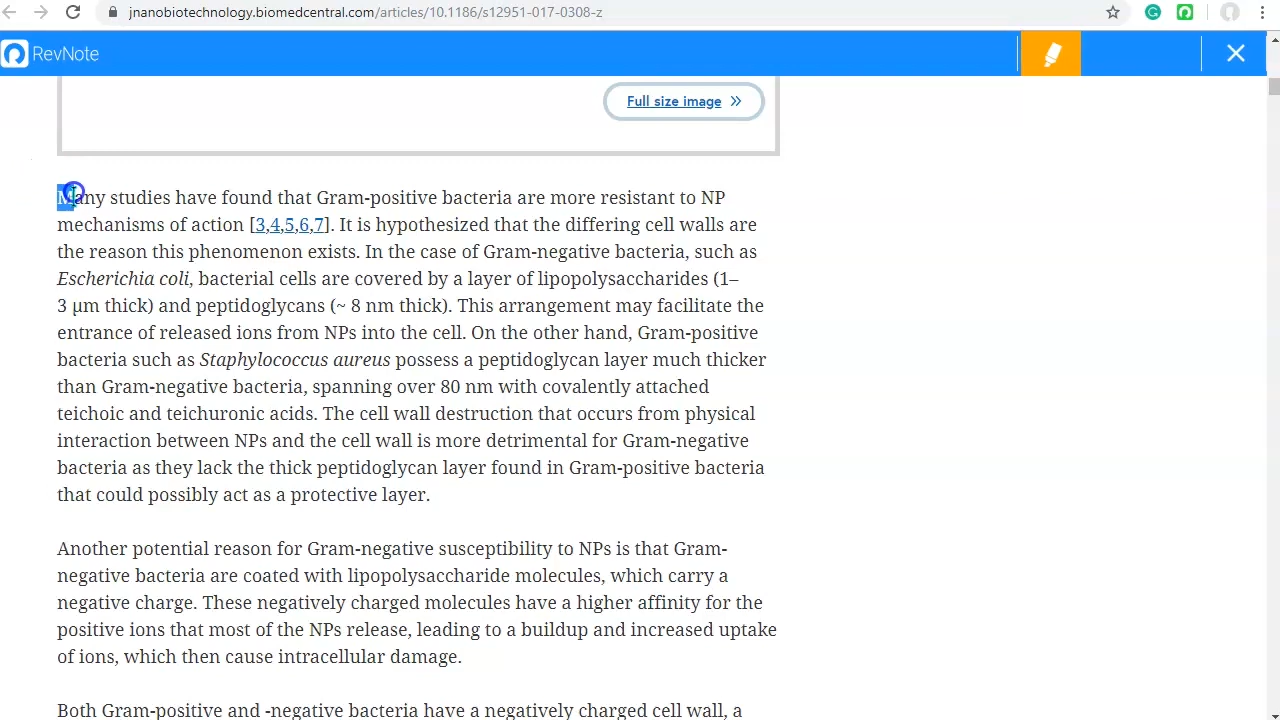 jnanobiotechnology.biomedcentral.com/articles/10.1186/s12951-017-0308-z
RevNote
Full size image
Many studies have found that Gram-positive bacteria are more resistant to NP
mechanisms of action [3,4,5,6,7]. It is hypothesized that the differing cell walls are
the reason this phenomenon exists. In the case of Gram-negative bacteria, such as
Escherichia coli, bacterial cells are covered by a layer of lipopolysaccharides (1–
3 μm thick) and peptidoglycans (~ 8 nm thick). This arrangement may facilitate the
entrance of released ions from NPs into the cell. On the other hand, Gram-positive
bacteria such as Staphylococcus aureus possess a peptidoglycan layer much thicker
than Gram-negative bacteria, spanning over 80 nm with covalently attached
teichoic and teichuronic acids. The cell wall destruction that occurs from physical
interaction between NPs and the cell wall is more detrimental for Gram-negative
bacteria as they lack the thick peptidoglycan layer found in Gram-positive bacteria
that could possibly act as a protective layer.
Another potential reason for Gram-negative susceptibility to NPs is that Gram-
negative bacteria are coated with lipopolysaccharide molecules, which carry a
negative charge. These negatively charged molecules have a higher affinity for the
positive ions that most of the NPs release, leading to a buildup and increased uptake
of ions, which then cause intracellular damage.
Both Gram-positive and -negative bacteria have a negatively charged cell wall, a